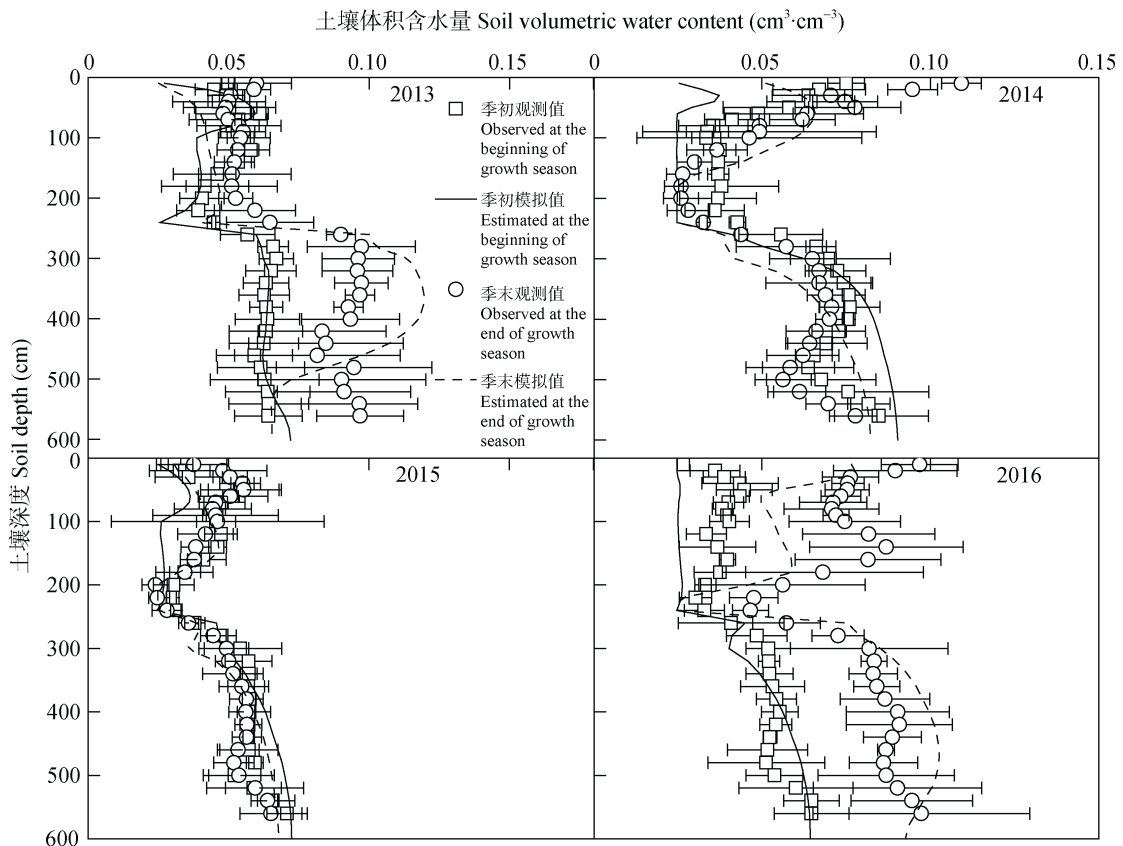 土壤体积含水量 Soil volumetric water content (cm³·cm⁻³)
0 0.05 0.10 0.15 0.05 0.10 0.15
0
100
200
300
400
500
600
2013
季初观测值
Observed at the
beginning of
growth season
季初模拟值
Estimated at the
beginning of
growth season
季末观测值
Observed at the
end of growth
season
季末模拟值
Estimated at the
end of growth
season
0
2014
土壤深度 Soil depth (cm)
0
100
200
300
400
500
600
2015
2016